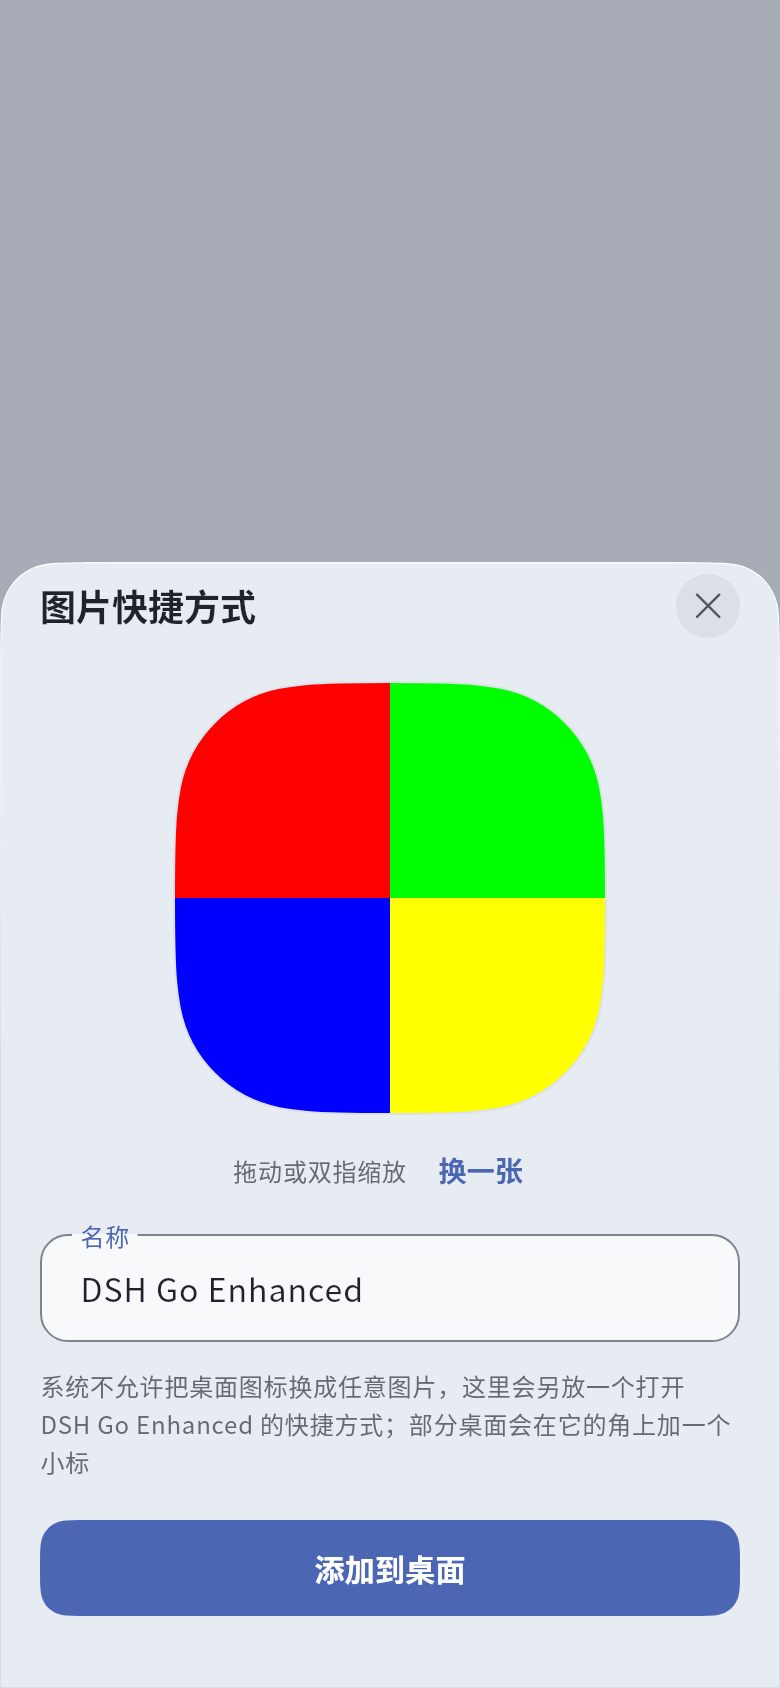 图片快捷方式
拖动或双指缩放 换一张
名称
DSH Go Enhanced
系统不允许把桌面图标换成任意图片，这里会另放一个打开
DSH Go Enhanced 的快捷方式；部分桌面会在它的角上加一个
小标
添加到桌面